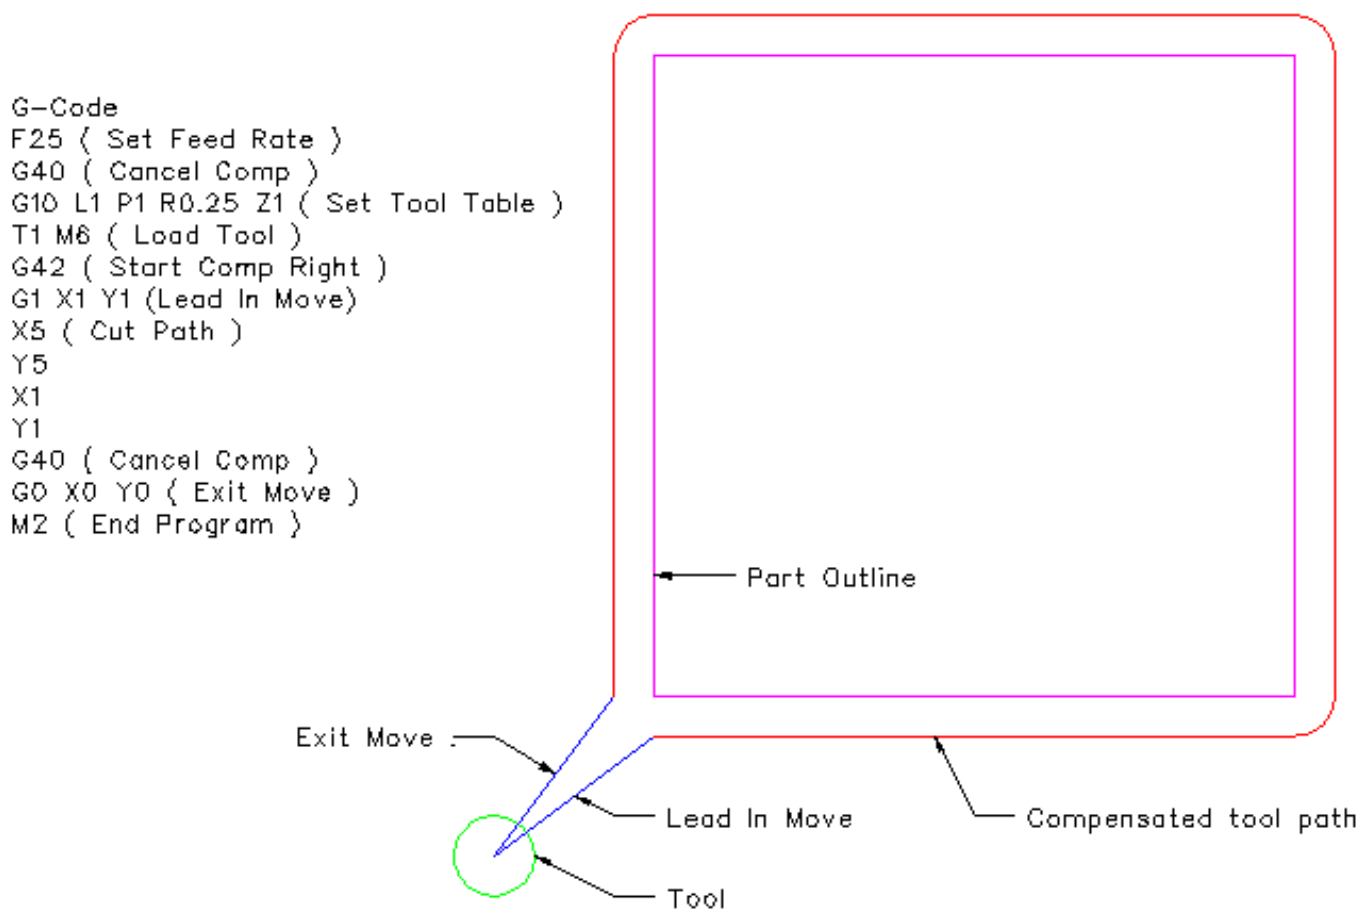 G-Code
F25 ( Set Feed Rate )
G40 ( Cancel Comp )
G10 L1 P1 R0.25 Z1 ( Set Tool Table )
T1 M6 ( Load Tool )
G42 ( Start Comp Right )
G1 X1 Y1 (Lead In Move)
X5 ( Cut Path )
Y5
X1
Y1
G40 ( Cancel Comp )
G0 X0 Y0 ( Exit Move )
M2 ( End Program )
Part Outline
Exit Move
Lead In Move
Compensated tool path
Tool